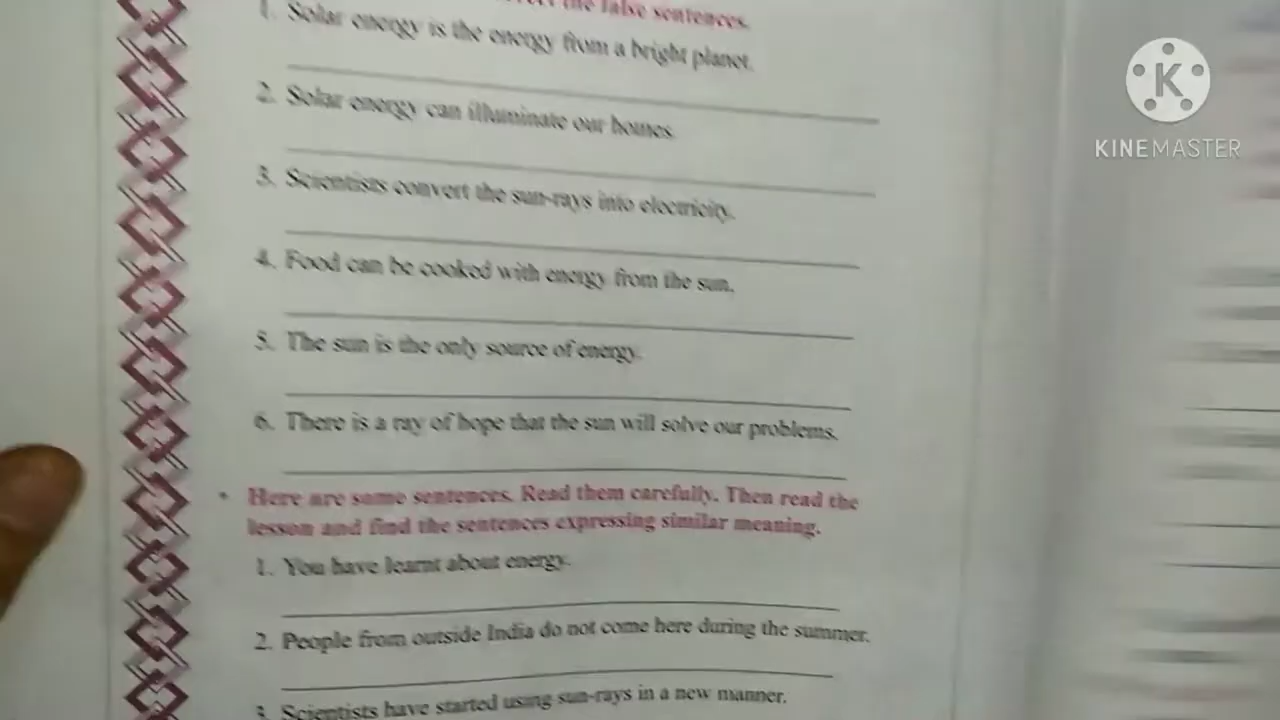 the false sentences.
1. Solar energy is the energy from a bright planet.
2. Solar energy can illuminate our homes.
3. Scientists convert the sun-rays into electricity.
4. Food can be cooked with energy from the sun.
5. The sun is the only source of energy.
6. There is a ray of hope that the sun will solve our problems.
• Here are some sentences. Read them carefully. Then read the
lesson and find the sentences expressing similar meaning.
1. You have learnt about energy.
2. People from outside India do not come here during the summer.
3. Scientists have started using sun-rays in a new manner.
K
KINEMASTER